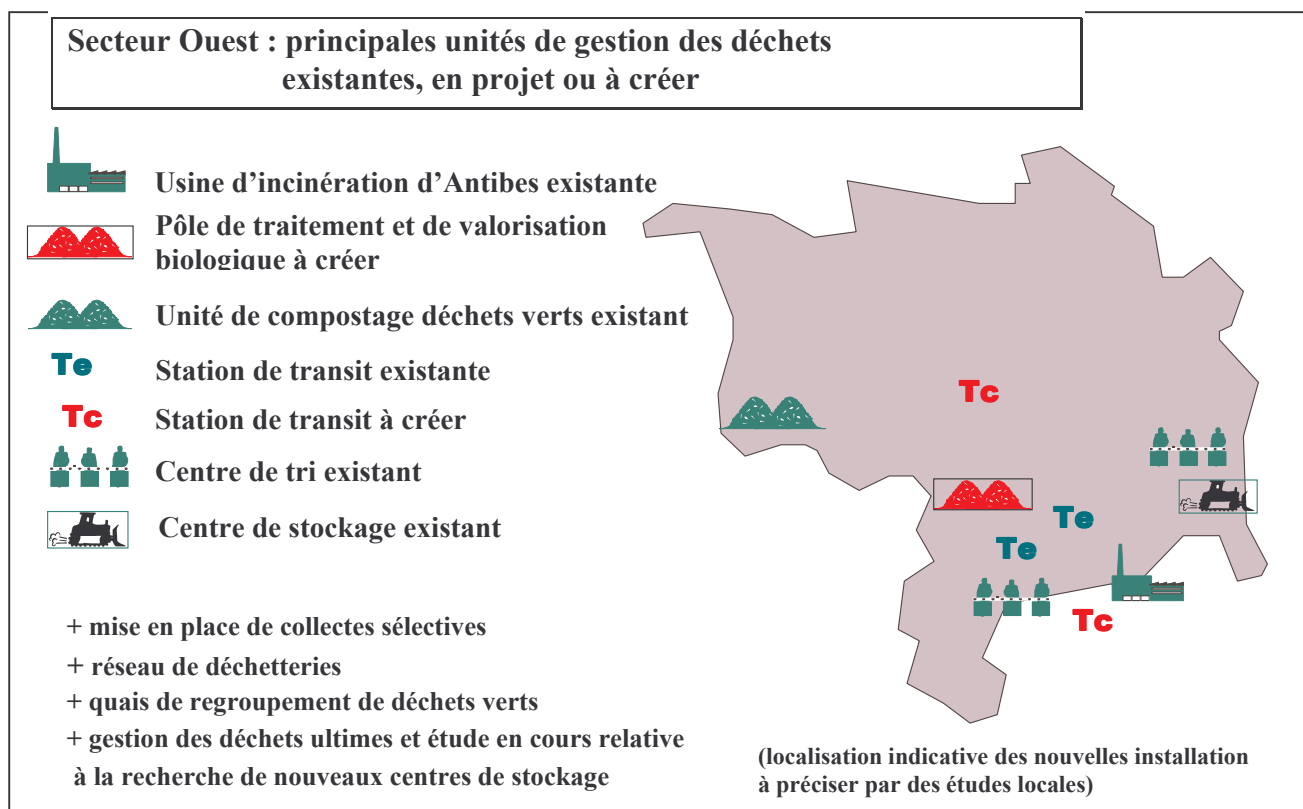 Secteur Ouest : principales unités de gestion des déchets
existantes, en projet ou à créer
Usine d'incinération d'Antibes existante
Pôle de traitement et de valorisation
biologique à créer
Unité de compostage déchets verts existant
Te Station de transit existante
Tc Station de transit à créer
Centre de tri existant
Centre de stockage existant
+ mise en place de collectes sélectives
+ réseau de déchetteries
+ quais de regroupement de déchets verts
+ gestion des déchets ultimes et étude en cours relative
à la recherche de nouveaux centres de stockage
Tc
Te
Te
Tc
(localisation indicative des nouvelles installation
à préciser par des études locales)